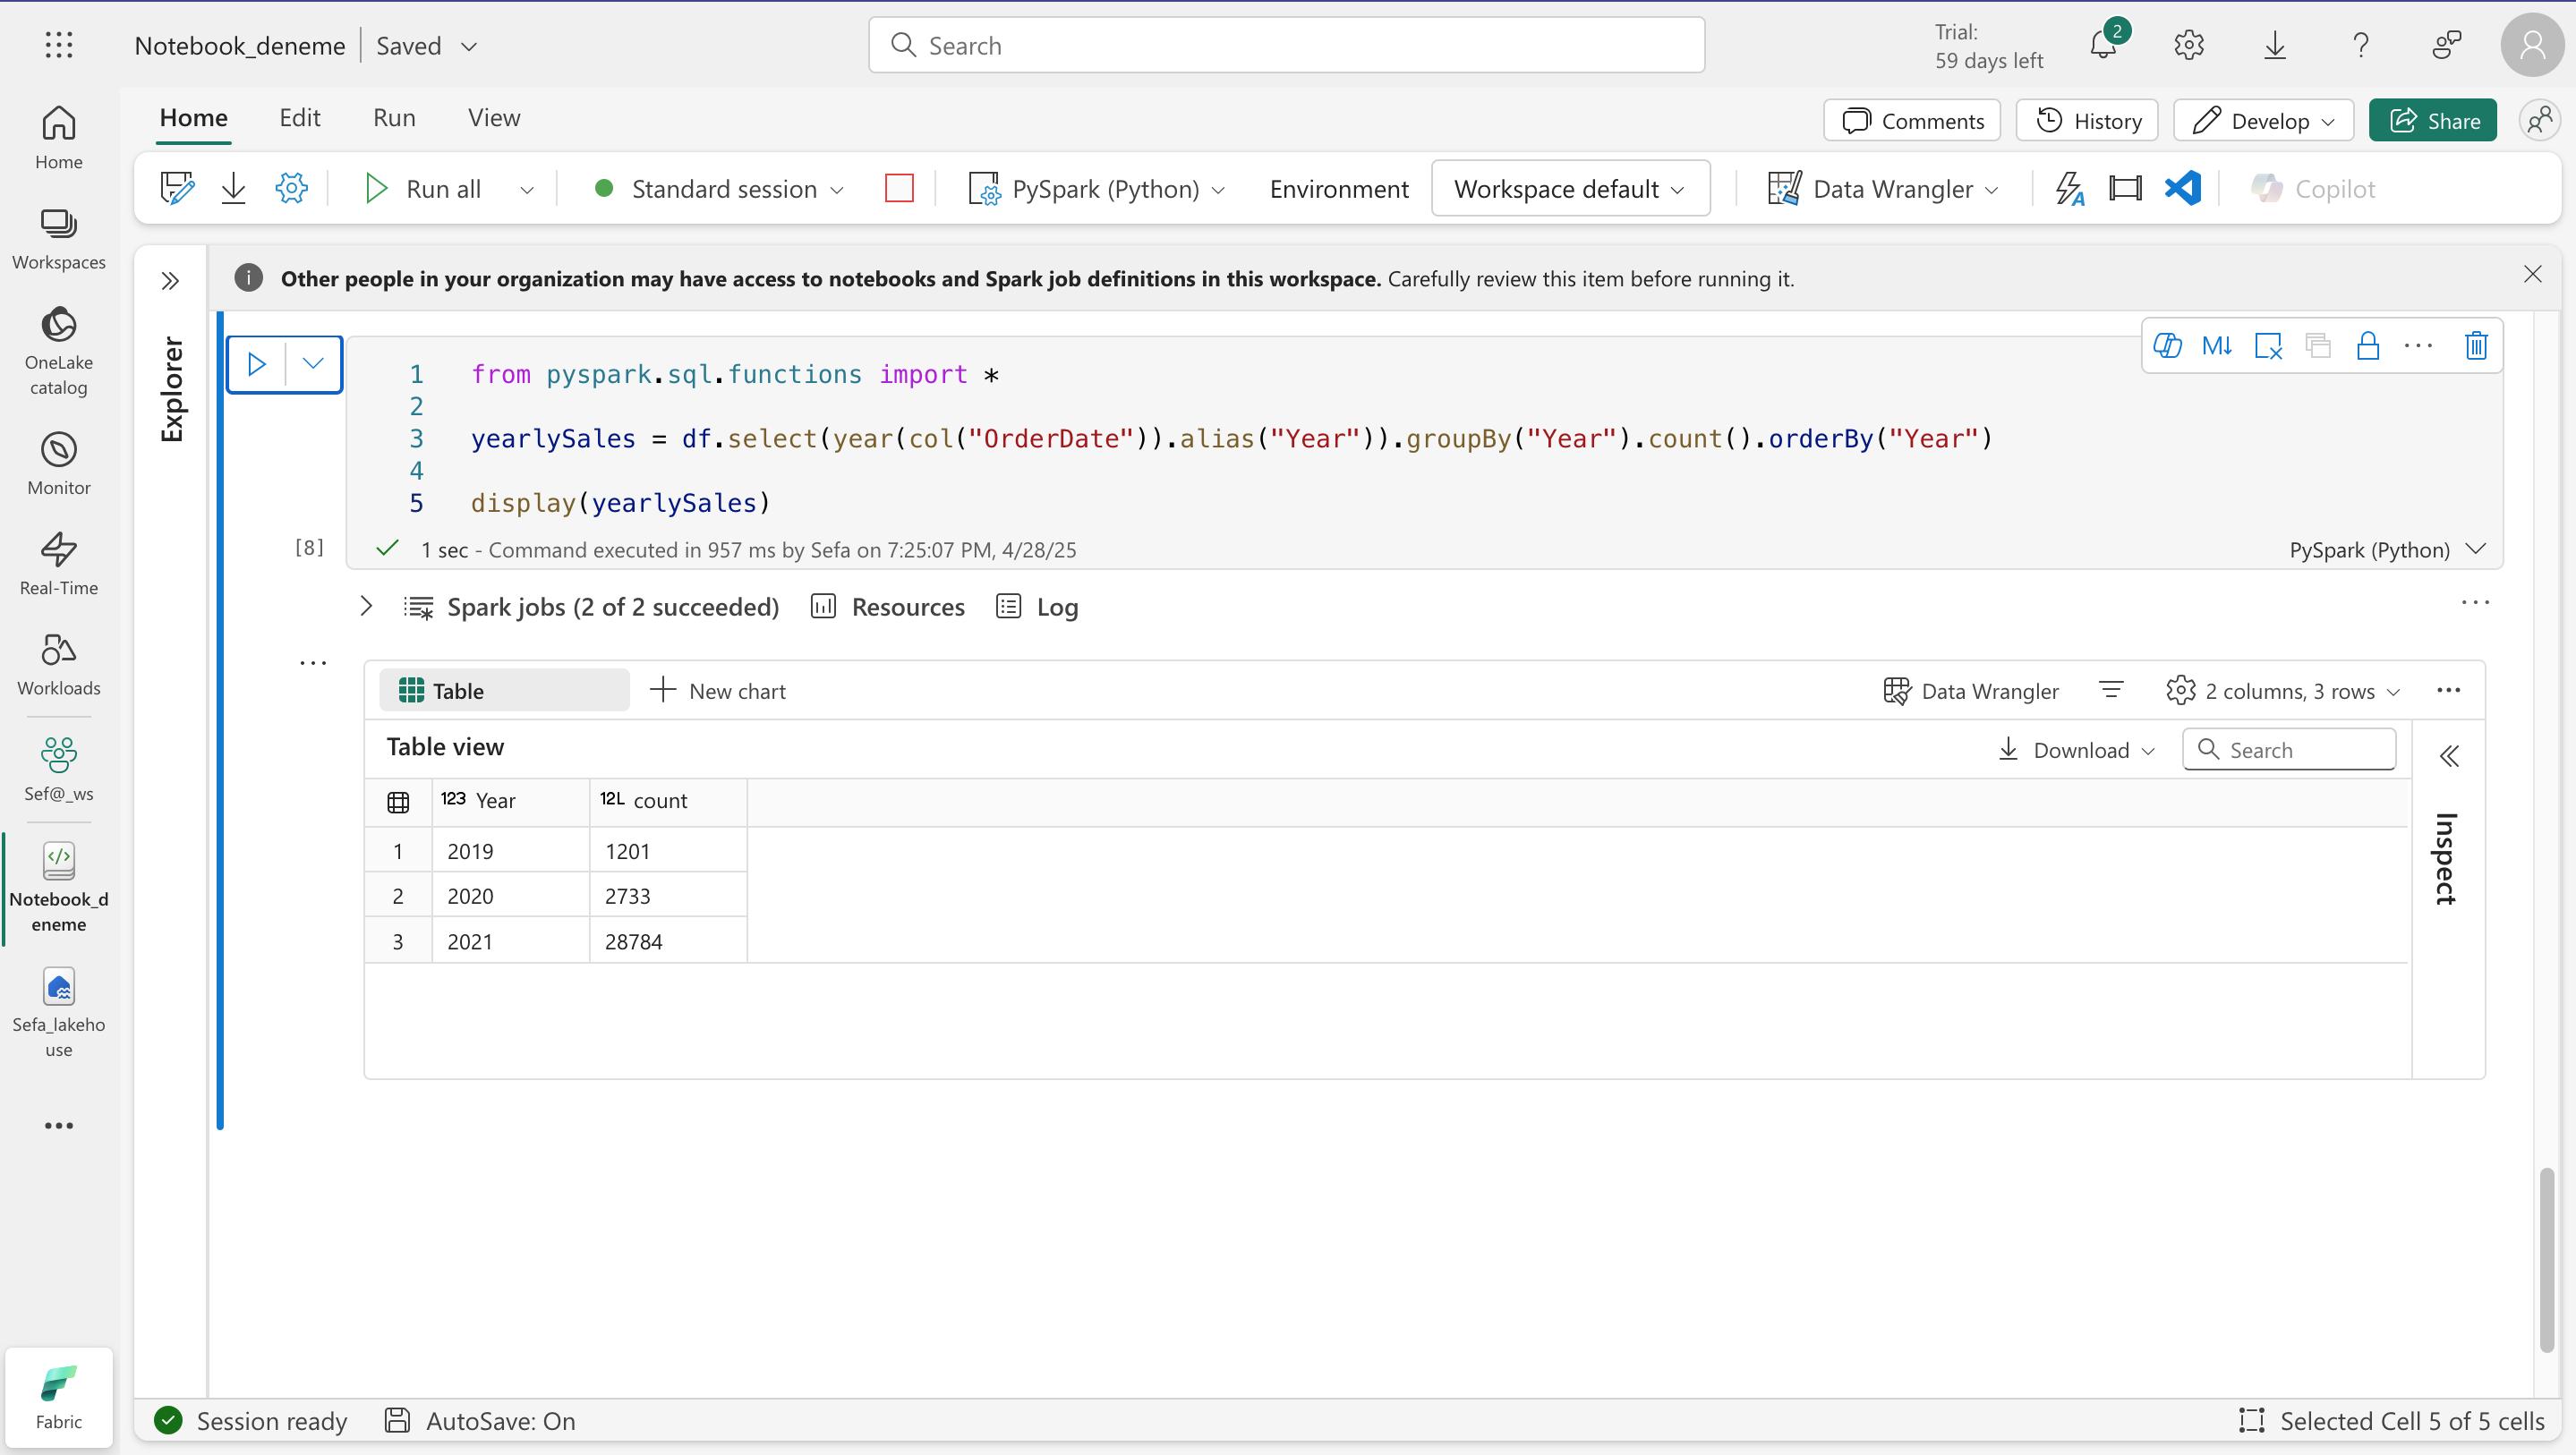 Notebook_deneme
Saved
Search
Trial:
59 days left
2
Home
Edit
Run
View
Comments
History
Develop
Share
Run all
Standard session
PySpark (Python)
Environment
Workspace default
Data Wrangler
Copilot
Home
Workspaces
OneLake
catalog
Monitor
Real-Time
Workloads
Sef@_ws
Notebook_d
eneme
Sefa_lakeho
use
Fabric
Explorer
Other people in your organization may have access to notebooks and Spark job definitions in this workspace. Carefully review this item before running it.
M↓
1 from pyspark.sql.functions import *
2
3 yearlySales = df.select(year(col("OrderDate")).alias("Year")).groupBy("Year").count().orderBy("Year")
4
5 display(yearlySales)
[8]
1 sec - Command executed in 957 ms by Sefa on 7:25:07 PM, 4/28/25
PySpark (Python)
Spark jobs (2 of 2 succeeded)
Resources
Log
Table
New chart
Data Wrangler
2 columns, 3 rows
Table view
Download
Search
Inspect
123 Year 12L count
1 2019 1201
2 2020 2733
3 2021 28784
Session ready
AutoSave: On
Selected Cell 5 of 5 cells